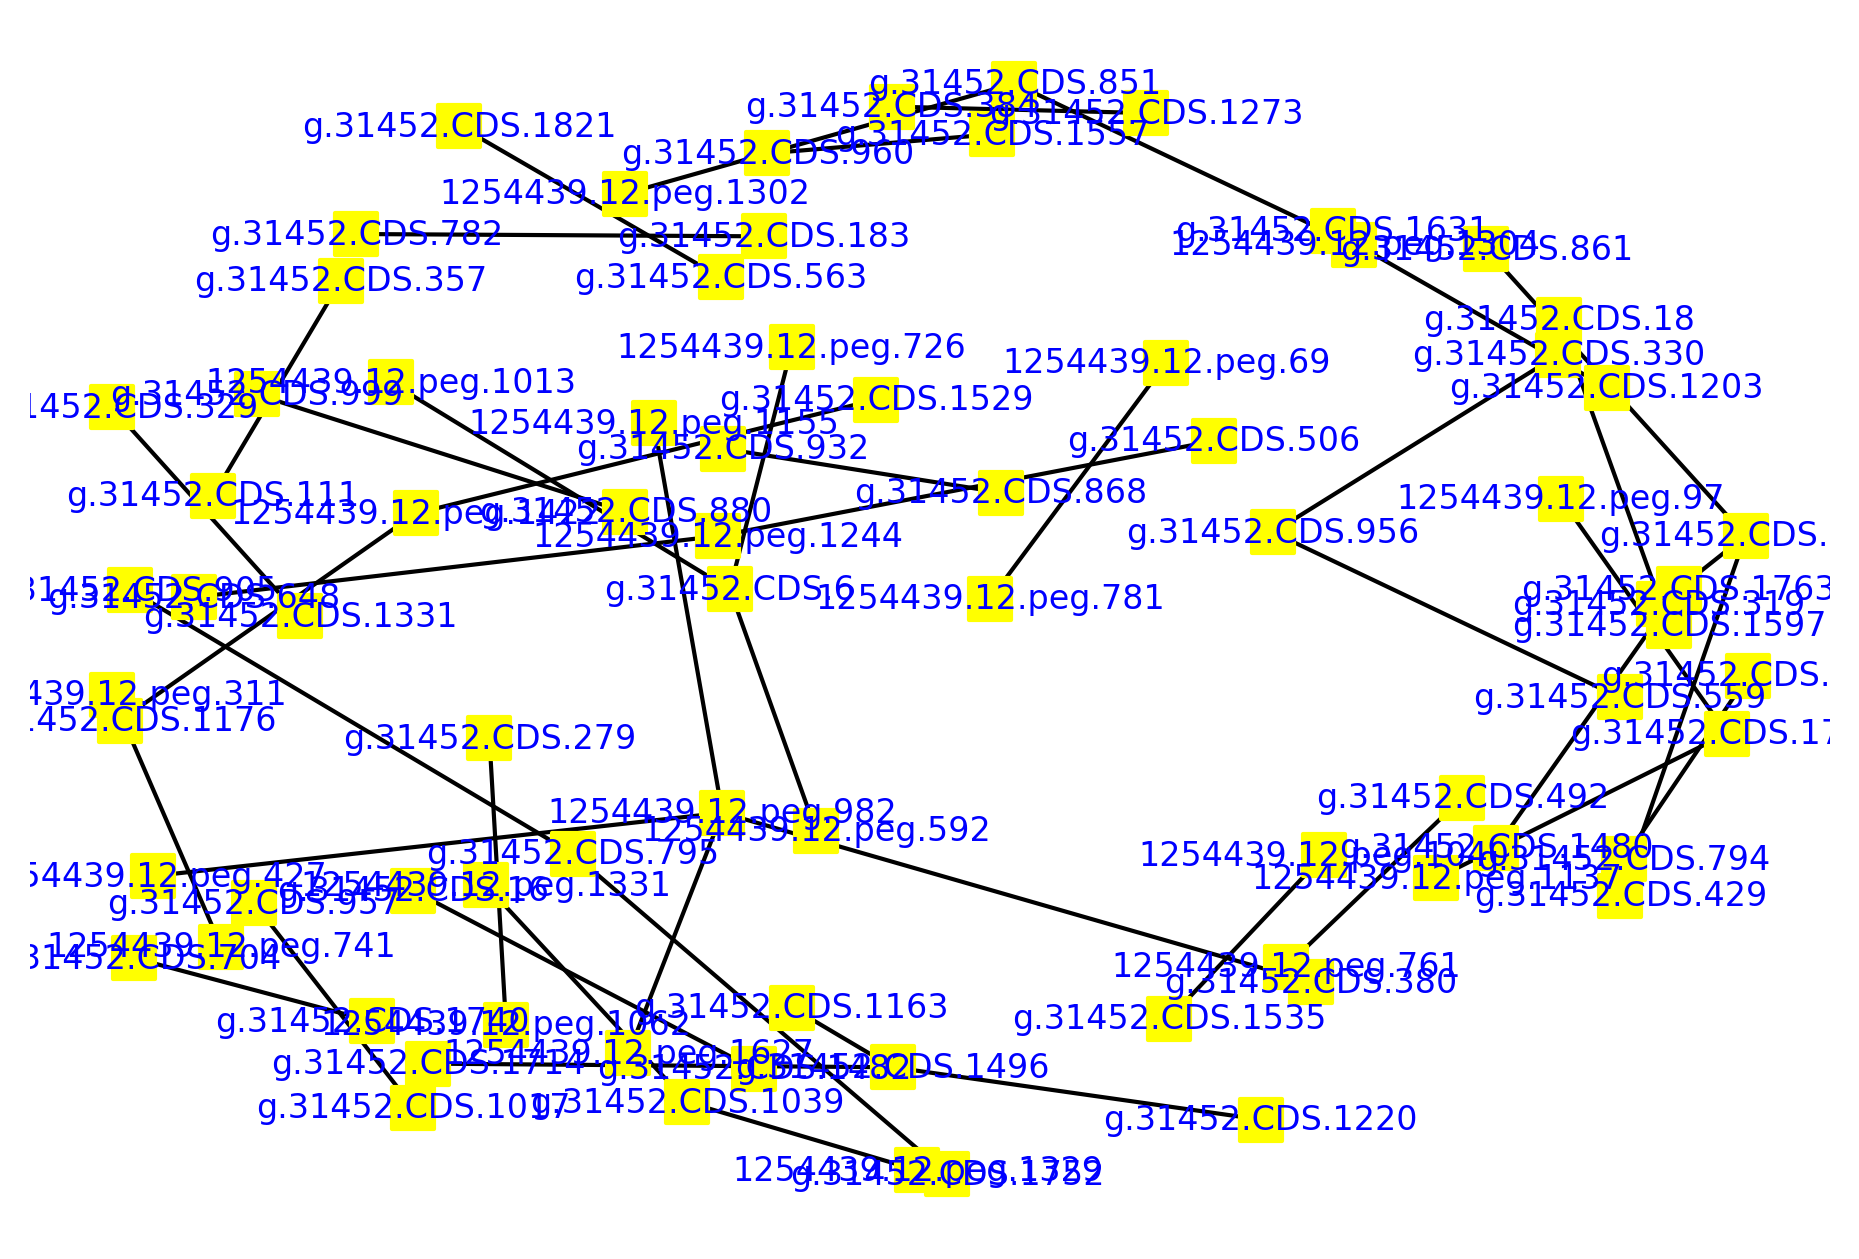 g.31452.CDS.851
g.31452.CDS.384
g.31452.CDS.1273
g.31452.CDS.1821
g.31452.CDS.1557
g.31452.CDS.960
1254439.12.peg.1302
g.31452.CDS.782
g.31452.CDS.183
g.31452.CDS.1631
1254439.12.peg.1304
g.31452.CDS.861
g.31452.CDS.357
g.31452.CDS.563
g.31452.CDS.18
1254439.12.peg.726
g.31452.CDS.330
1254439.12.peg.69
1254439.12.peg.1013
g.31452.CDS.1203
g.31452.CDS.999
1452.CDS.329
g.31452.CDS.1529
1254439.12.peg.1155
g.31452.CDS.932
g.31452.CDS.506
g.31452.CDS.868
g.31452.CDS.111
1254439.12.peg.97
1254439.12.peg.1422
g.31452.CDS.880
1254439.12.peg.1244
g.31452.CDS.956
g.31452.CDS.
g.31452.CDS.6
31452.CDS.905
g.31452.CDS.648
1254439.12.peg.781
g.31452.CDS.1763
g.31452.CDS.319
g.31452.CDS.1331
g.31452.CDS.1597
g.31452.CDS.
439.12.peg.311
g.31452.CDS.559
1452.CDS.1176
g.31452.CDS.17
g.31452.CDS.279
g.31452.CDS.492
1254439.12.peg.982
1254439.12.peg.592
g.31452.CDS.795
1254439.12.peg.1040
g.31452.CDS.1480
g.31452.CDS.794
54439.12.peg.427
1254439.12.peg.1331
g.31452.CDS.16
1254439.12.peg.1137
g.31452.CDS.429
g.31452.CDS.957
1254439.12.peg.741
31452.CDS.704
1254439.12.peg.761
g.31452.CDS.380
g.31452.CDS.1163
g.31452.CDS.1740
1254439.12.peg.1062
g.31452.CDS.1535
1254439.12.peg.1627
g.31452.CDS.1714
g.31452.CDS.1496
g.31452.CDS.1039
g.31452.CDS.1017
g.31452.CDS.1220
1254439.12.peg.1329
g.31452.CDS.1752